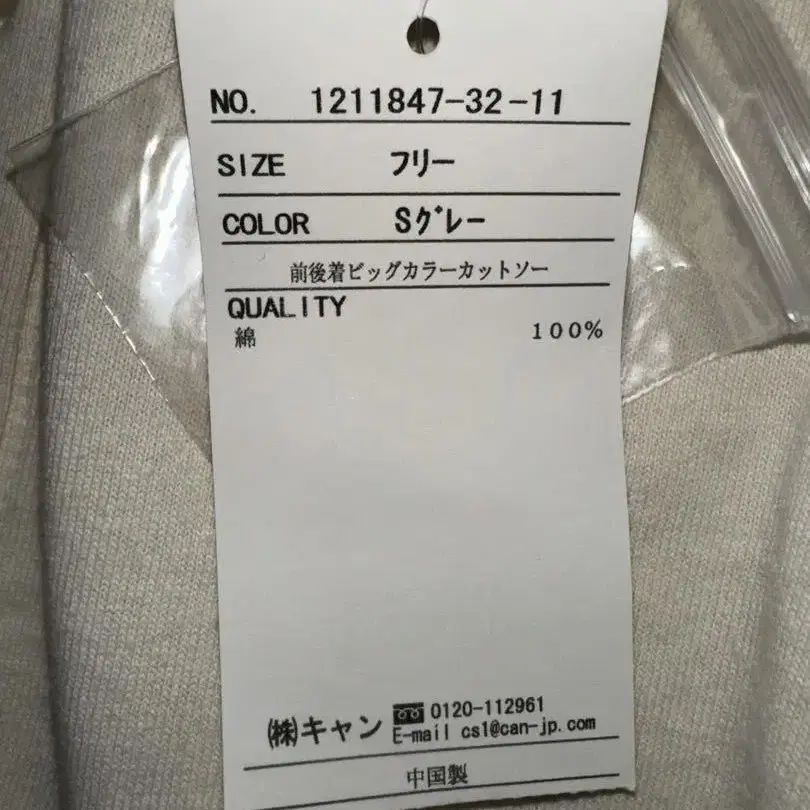 NO. 1211847-32-11
SIZE フリー
COLOR Sグレー
前後着ビッグカラーカットソー
QUALITY
綿 100%
㈱キャン 0120-112961
E-mail cs1@can-jp.com
中国製